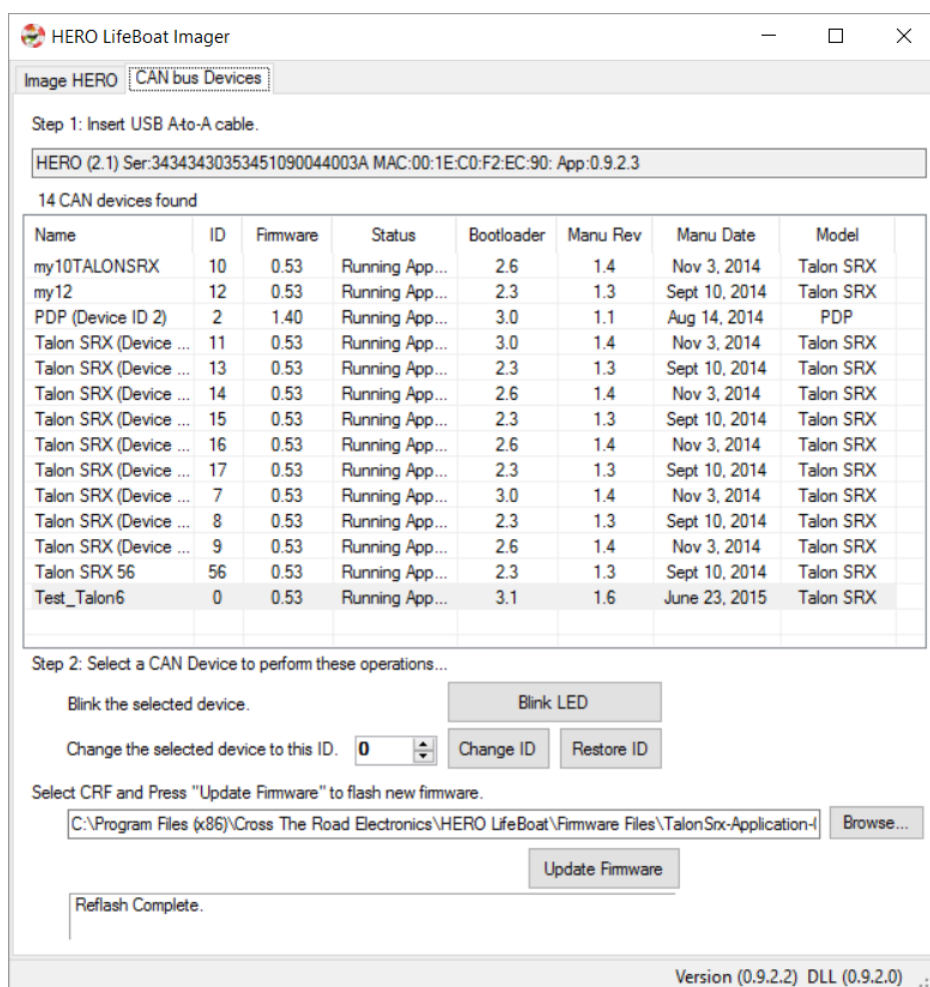 HERO LifeBoat Imager
Image HERO CAN bus Devices
Step 1: Insert USB A-to-A cable.
HERO (2.1) Ser:34343430353451090044003A MAC:00:1E:C0:F2:EC:90: App:0.9.2.3
14 CAN devices found
Name ID Firmware Status Bootloader Manu Rev Manu Date Model
my10TALONSRX 10 0.53 Running App... 2.6 1.4 Nov 3, 2014 Talon SRX
my12 12 0.53 Running App... 2.3 1.3 Sept 10, 2014 Talon SRX
PDP (Device ID 2) 2 1.40 Running App... 3.0 1.1 Aug 14, 2014 PDP
Talon SRX (Device ... 11 0.53 Running App... 3.0 1.4 Nov 3, 2014 Talon SRX
Talon SRX (Device ... 13 0.53 Running App... 2.3 1.3 Sept 10, 2014 Talon SRX
Talon SRX (Device ... 14 0.53 Running App... 2.6 1.4 Nov 3, 2014 Talon SRX
Talon SRX (Device ... 15 0.53 Running App... 2.3 1.3 Sept 10, 2014 Talon SRX
Talon SRX (Device ... 16 0.53 Running App... 2.6 1.4 Nov 3, 2014 Talon SRX
Talon SRX (Device ... 17 0.53 Running App... 2.3 1.3 Sept 10, 2014 Talon SRX
Talon SRX (Device ... 7 0.53 Running App... 3.0 1.4 Nov 3, 2014 Talon SRX
Talon SRX (Device ... 8 0.53 Running App... 2.3 1.3 Sept 10, 2014 Talon SRX
Talon SRX (Device ... 9 0.53 Running App... 2.6 1.4 Nov 3, 2014 Talon SRX
Talon SRX 56 56 0.53 Running App... 2.3 1.3 Sept 10, 2014 Talon SRX
Test_Talon6 0 0.53 Running App... 3.1 1.6 June 23, 2015 Talon SRX
Step 2: Select a CAN Device to perform these operations...
Blink the selected device. Blink LED
Change the selected device to this ID. 0 Change ID Restore ID
Select CRF and Press "Update Firmware" to flash new firmware.
C:\Program Files (x86)\Cross The Road Electronics\HERO LifeBoat\Firmware Files\TalonSrx-Application- Browse...
Update Firmware
Reflash Complete.
Version (0.9.2.2) DLL (0.9.2.0)